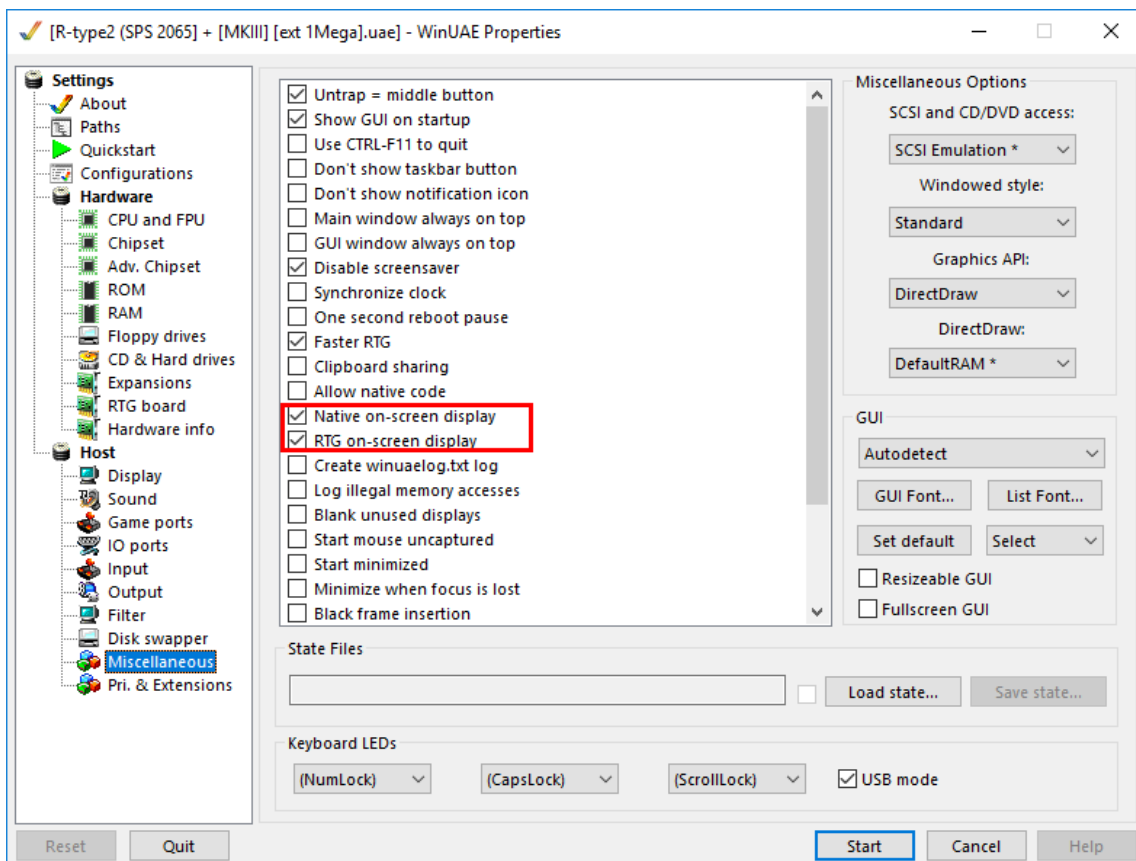 [R-type2 (SPS 2065) + [MKIII] [ext 1Mega].uae] - WinUAE Properties
Settings
About
Paths
Quickstart
Configurations
Hardware
CPU and FPU
Chipset
Adv. Chipset
ROM
RAM
Floppy drives
CD & Hard drives
Expansions
RTG board
Hardware info
Host
Display
Sound
Game ports
IO ports
Input
Output
Filter
Disk swapper
Miscellaneous
Pri. & Extensions
Untrap = middle button
Show GUI on startup
Use CTRL-F11 to quit
Don't show taskbar button
Don't show notification icon
Main window always on top
GUI window always on top
Disable screensaver
Synchronize clock
One second reboot pause
Faster RTG
Clipboard sharing
Allow native code
Native on-screen display
RTG on-screen display
Create winuaelog.txt log
Log illegal memory accesses
Blank unused displays
Start mouse uncaptured
Start minimized
Minimize when focus is lost
Black frame insertion
Miscellaneous Options
SCSI and CD/DVD access:
SCSI Emulation *
Windowed style:
Standard
Graphics API:
DirectDraw
DirectDraw:
DefaultRAM *
GUI
Autodetect
GUI Font... List Font...
Set default Select
Resizeable GUI
Fullscreen GUI
State Files
Load state... Save state...
Keyboard LEDs
(NumLock) (CapsLock) (ScrollLock) USB mode
Reset Quit Start Cancel Help